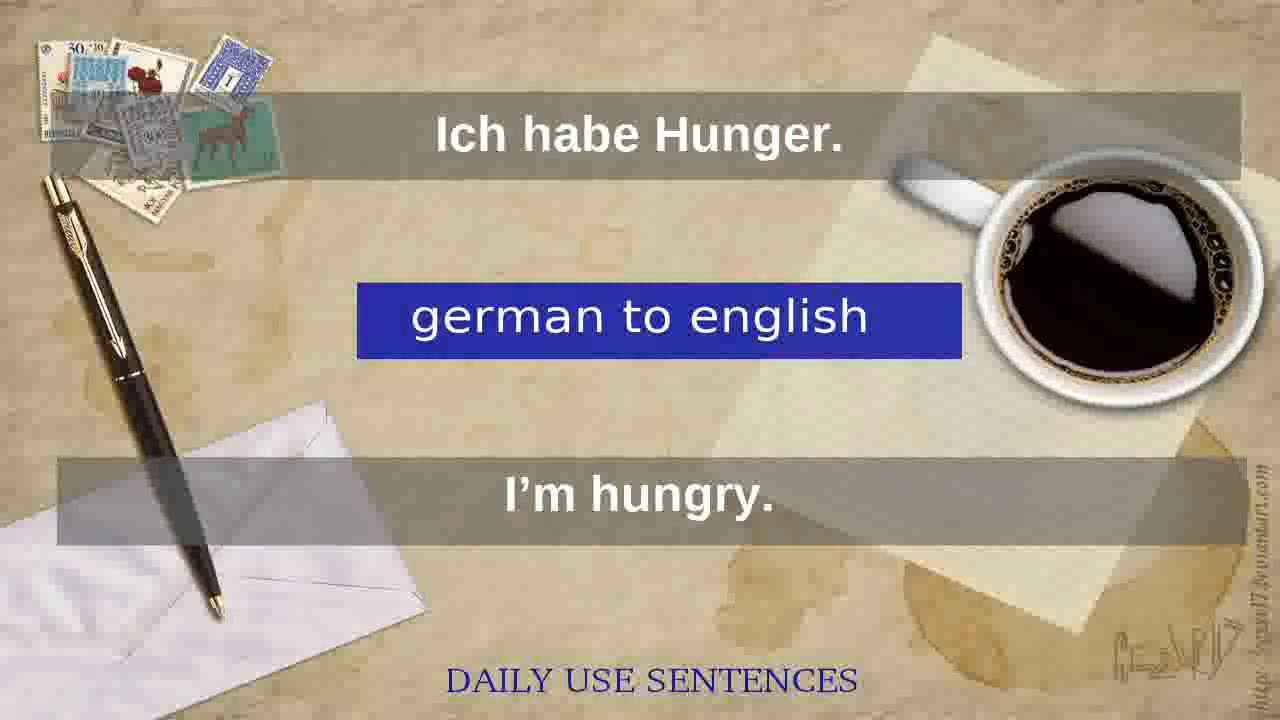 Ich habe Hunger.
german to english
I’m hungry.
DAILY USE SENTENCES